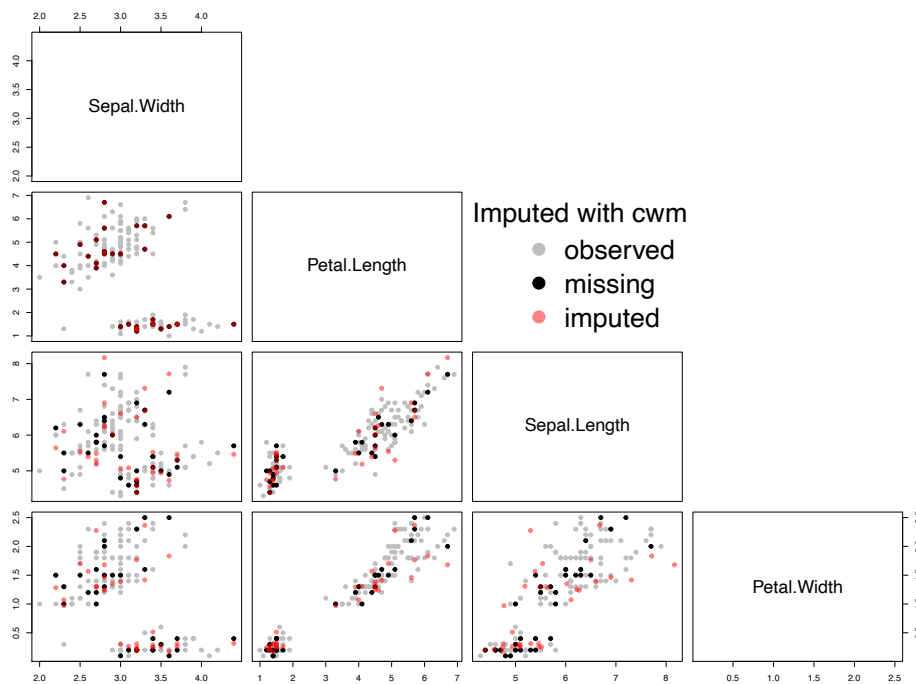 2.0 2.5 3.0 3.5 4.0
2.0 2.5 3.0 3.5 4.0
Sepal.Width
1 2 3 4 5 6 7
Petal.Length
Imputed with cwm
observed
missing
imputed
5 6 7 8
Sepal.Length
0.5 1.0 1.5 2.0 2.5
Petal.Width
2.0 2.5 3.0 3.5 4.0
1 2 3 4 5 6 7
5 6 7 8
0.5 1.0 1.5 2.0 2.5